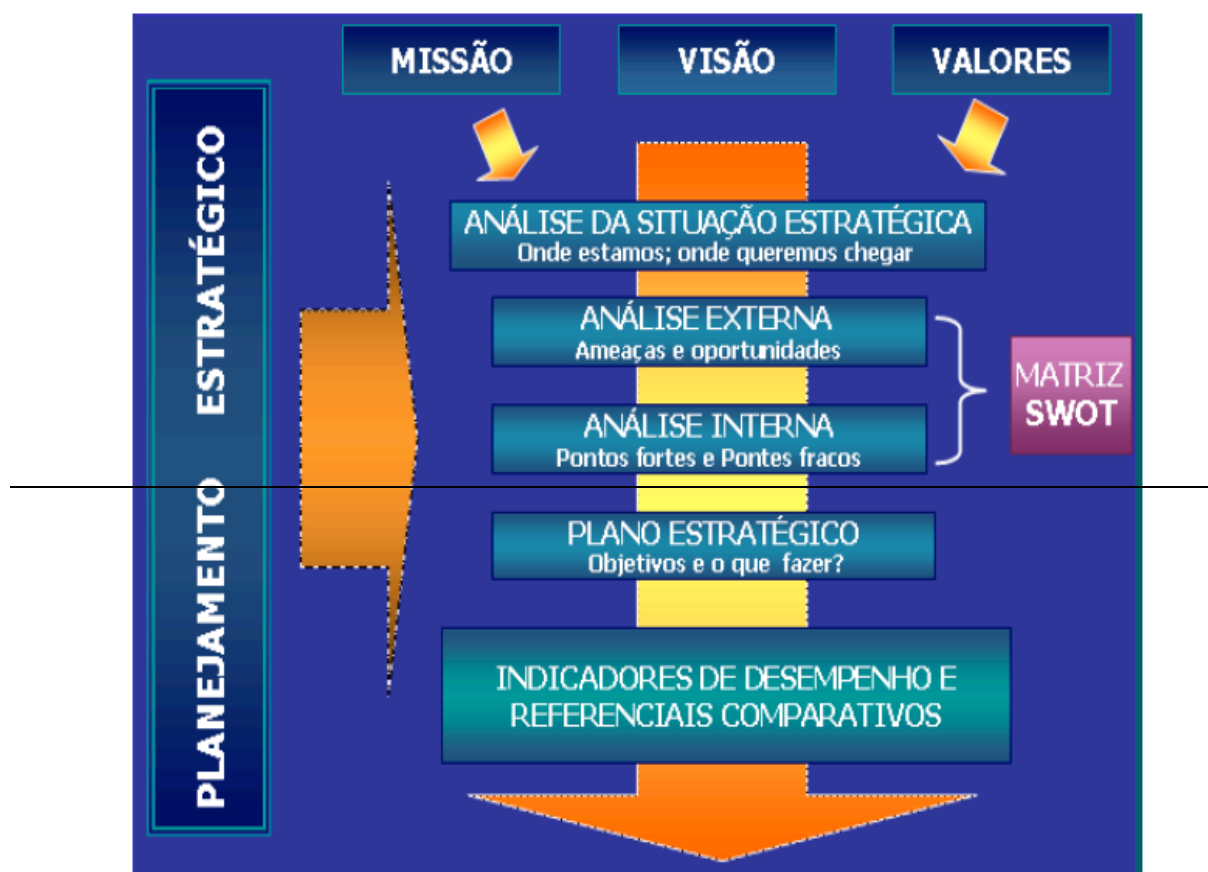 MISSÃO
VISÃO
VALORES
PLANEJAMENTO ESTRATÉGICO
ANÁLISE DA SITUAÇÃO ESTRATÉGICA
Onde estamos; onde queremos chegar
ANÁLISE EXTERNA
Ameaças e oportunidades
ANÁLISE INTERNA
Pontos fortes e Pontes fracos
MATRIZ
SWOT
PLANO ESTRATÉGICO
Objetivos e o que fazer?
INDICADORES DE DESEMPENHO E
REFERENCIAIS COMPARATIVOS